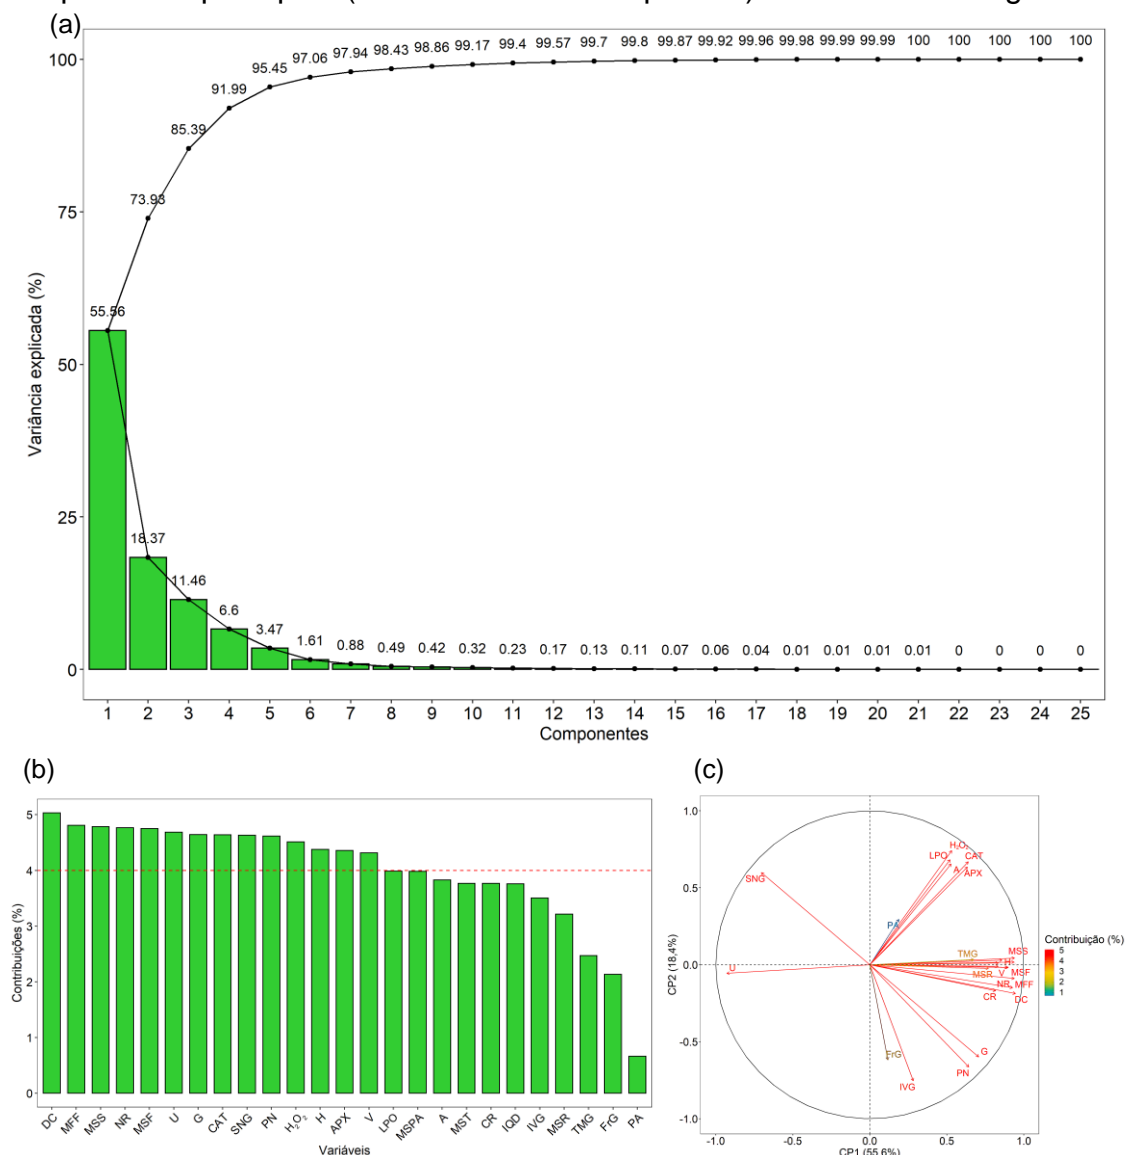 (a)
99.17 99.4 99.57 99.7 99.8 99.87 99.92 99.96 99.98 99.99 99.99 100 100 100 100 100
97.06 97.94 98.43 98.86
95.45
91.99
85.39
73.93
55.56
18.37
11.46
6.6
3.47
1.61
0.88 0.49 0.42 0.32 0.23 0.17 0.13 0.11 0.07 0.06 0.04 0.01 0.01 0.01 0.01 0 0 0 0
Variância explicada (%)
100
75
50
25
0
1 2 3 4 5 6 7 8 9 10 11 12 13 14 15 16 17 18 19 20 21 22 23 24 25
Componentes
(b)
Contribuições (%)
5
4
3
2
1
0
DC MFF MSS NR MSF U G CAT SNG PN H₂O₂ H APX V LPO MSPA A MST CR IQD IVG MSR TMG FrG PA
Variáveis
(c)
CP2 (18,4%)
1.0
0.5
0.0
-0.5
-1.0
H₂O₂
LPO CAT
A APX
SNG
PA
TMG MSS
H
U
MSR V MSF
NR MFF
CR DC
G
FrG
PN
IVG
-1.0 -0.5 0.0 0.5 1.0
CP1 (55,6%)
Contribuição (%)
5
4
3
2
1